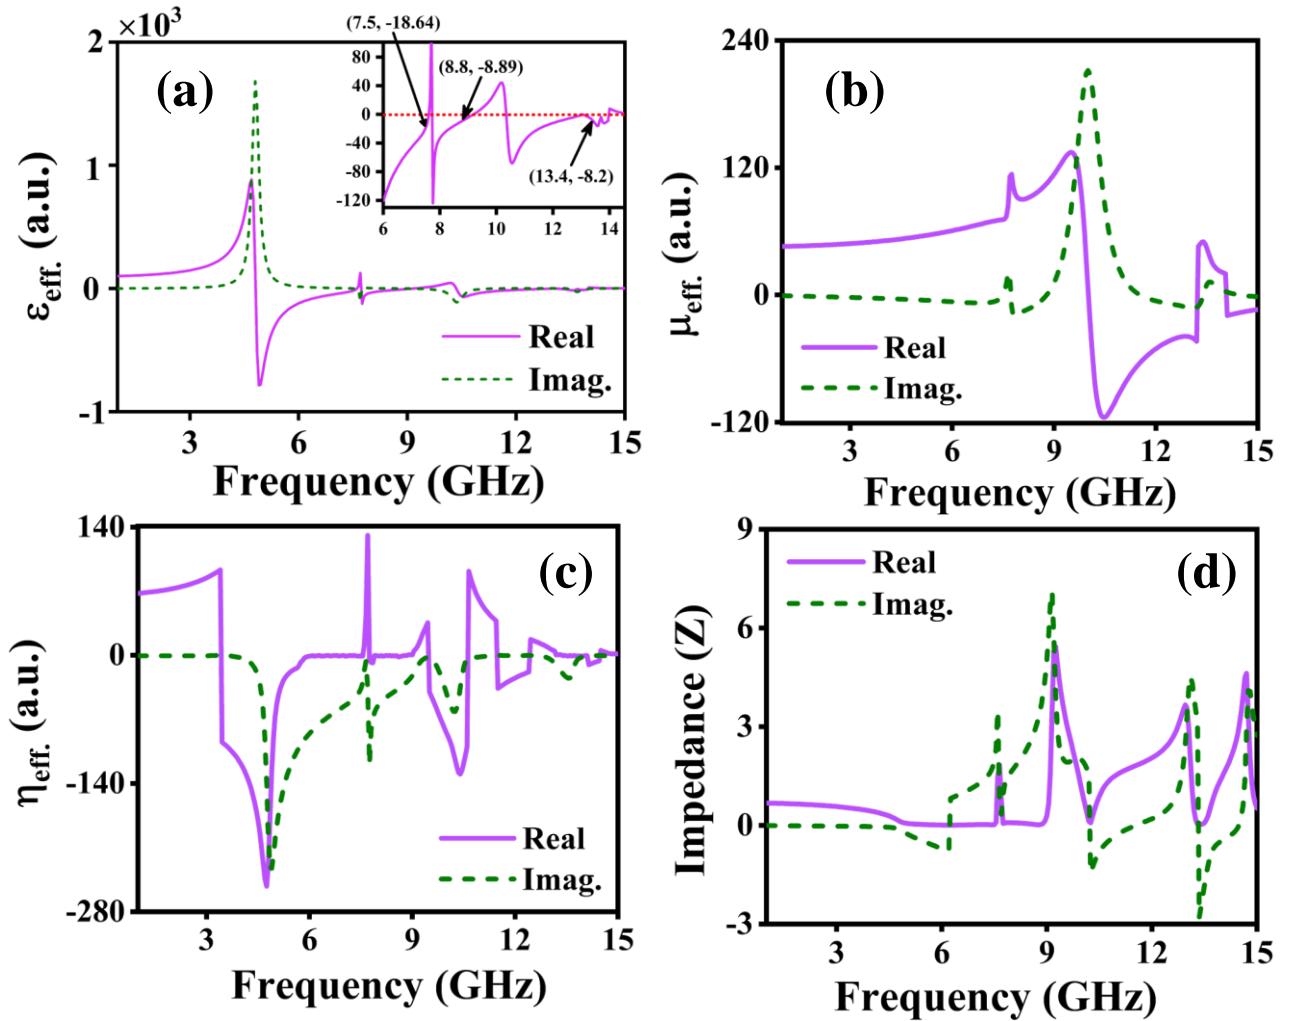 ×10³
(a)
2
1
0
-1
ε_eff. (a.u.)
3 6 9 12 15
Frequency (GHz)
Real
Imag.
(7.5, -18.64)
(8.8, -8.89)
(13.4, -8.2)
80
40
0
-40
-80
-120
6 8 10 12 14
(b)
240
120
0
-120
μ_eff. (a.u.)
Real
Imag.
3 6 9 12 15
Frequency (GHz)
(c)
140
0
-140
-280
η_eff. (a.u.)
Real
Imag.
3 6 9 12 15
Frequency (GHz)
(d)
9
6
3
0
-3
Impedance (Z)
Real
Imag.
3 6 9 12 15
Frequency (GHz)